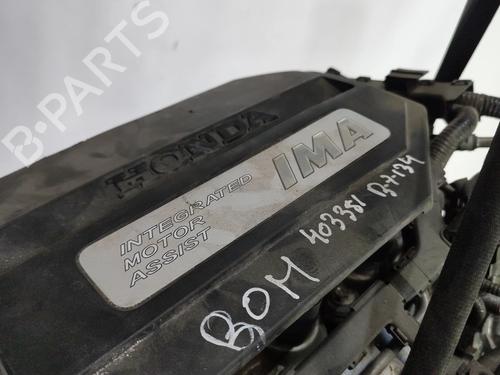 B-PARTS
HONDA
IMA
INTEGRATED
MOTOR
ASSIST
BOM 403381